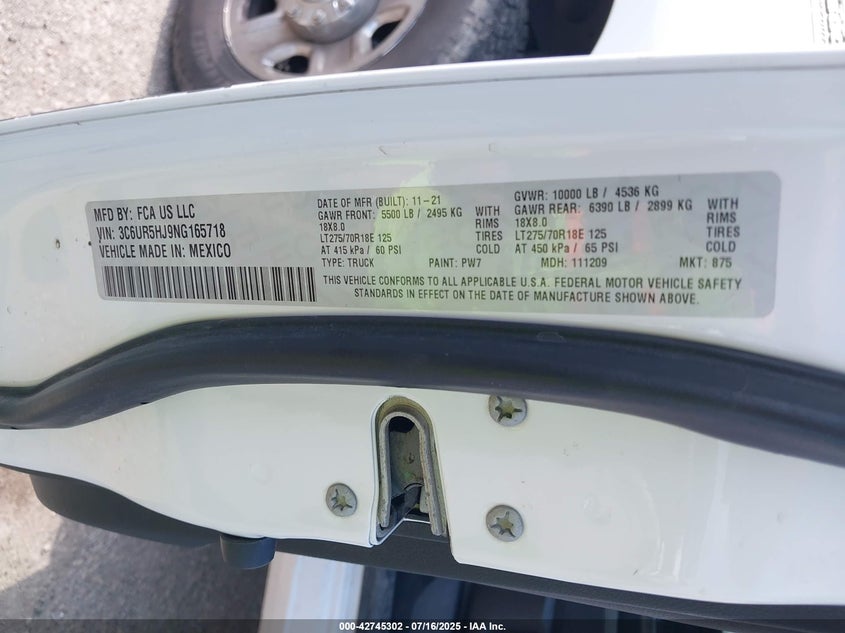 MFD BY: FCA US LLC
VIN: 3C6UR5HJ9NG165718
VEHICLE MADE IN: MEXICO
DATE OF MFR (BUILT): 11-21
GAWR FRONT: 5500 LB / 2495 KG WITH
18X8.0 RIMS
LT275/70R18E 125 TIRES
AT 415 kPa / 60 PSI COLD
TYPE: TRUCK PAINT: PW7
GVWR: 10000 LB / 4536 KG
GAWR REAR: 6390 LB / 2899 KG WITH
18X8.0 RIMS
LT275/70R18E 125 TIRES
AT 450 kPa / 65 PSI COLD
MDH: 111209 MKT: 875
THIS VEHICLE CONFORMS TO ALL APPLICABLE U.S.A. FEDERAL MOTOR VEHICLE SAFETY
STANDARDS IN EFFECT ON THE DATE OF MANUFACTURE SHOWN ABOVE.
000-42745302 - 07/16/2025 - IAA Inc.